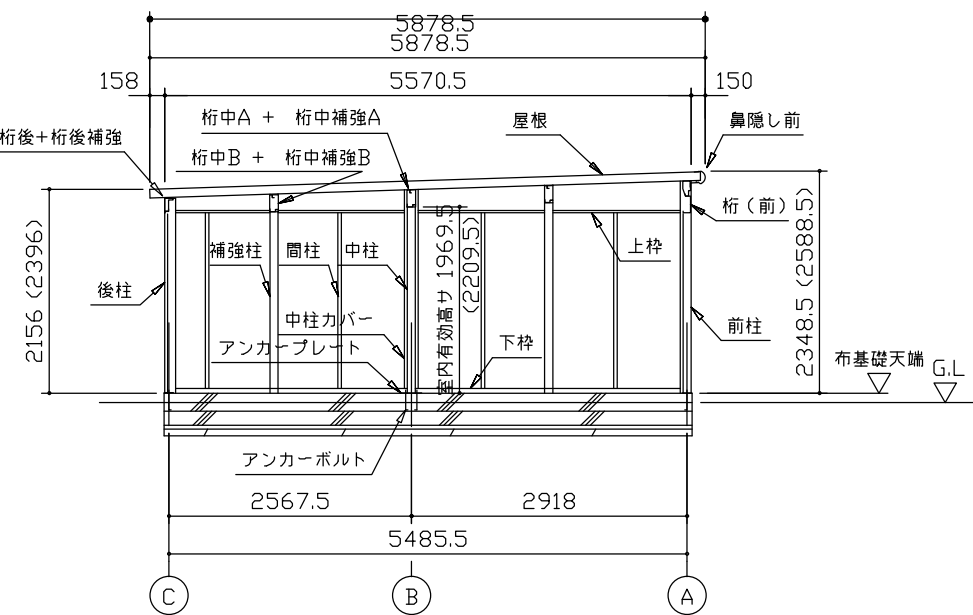 5878.5
5878.5
158
5570.5
150
桁中A + 桁中補強A
屋根
鼻隠し前
桁後+桁後補強
桁中B + 桁中補強B
桁(前)
上枠
補強柱
間柱
中柱
室内有効高サ 1969.5
(2209.5)
2156 (2396)
2348.5 (2588.5)
後柱
中柱カバー
前柱
アンカープレート
下枠
布基礎天端
G.L
アンカーボルト
2567.5
2918
5485.5
C
B
A